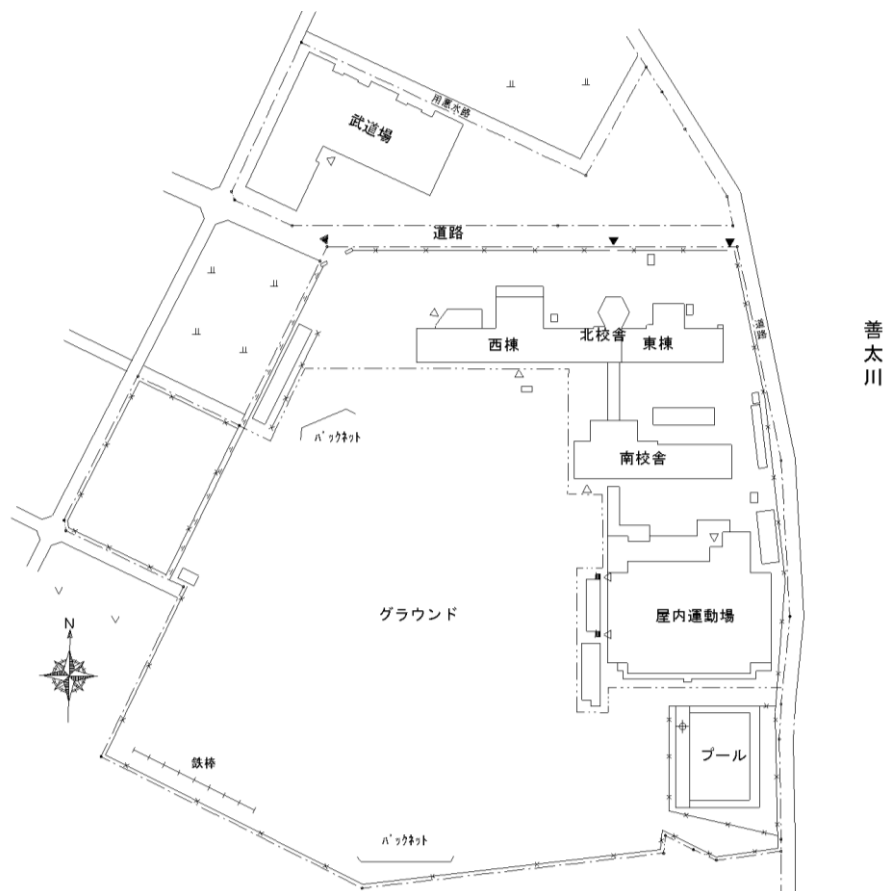 用悪水路
武道場
道路
堤路
善太川
西棟
北校舎
東棟
バックネット
南校舎
グラウンド
屋内運動場
N
プール
鉄棒
バックネット